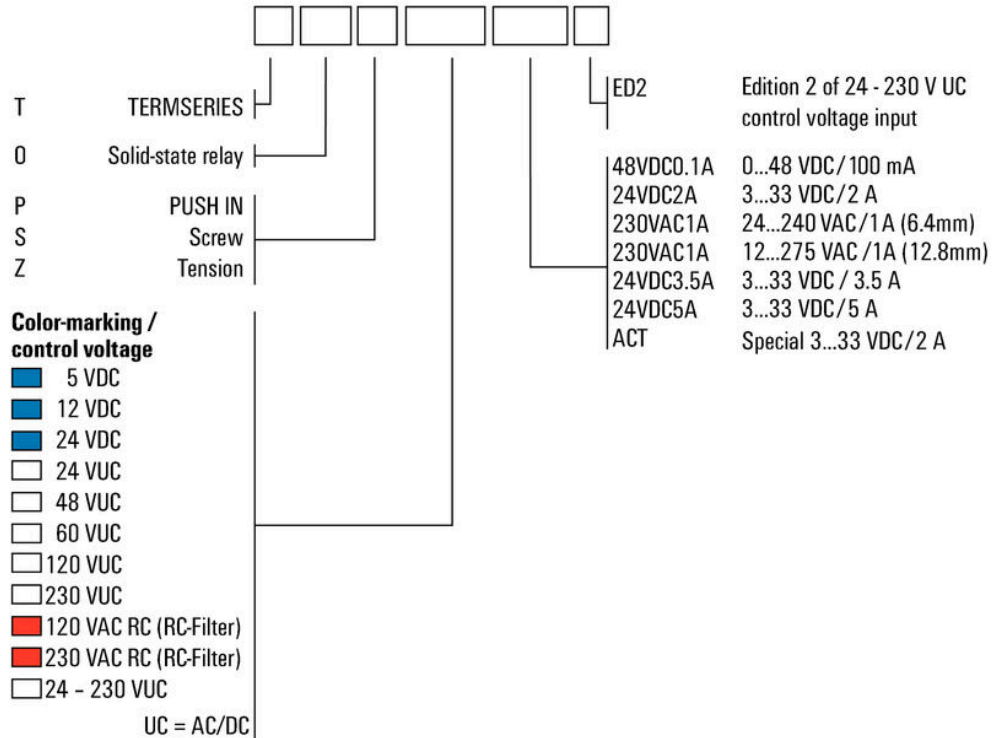 T TERMSERIES
O Solid-state relay
P PUSH IN
S Screw
Z Tension
Color-marking /
control voltage
5 VDC
12 VDC
24 VDC
24 VUC
48 VUC
60 VUC
120 VUC
230 VUC
120 VAC RC (RC-Filter)
230 VAC RC (RC-Filter)
24 – 230 VUC
UC = AC/DC
ED2 Edition 2 of 24 - 230 V UC
control voltage input
48VDC0.1A 0...48 VDC/100 mA
24VDC2A 3...33 VDC/2 A
230VAC1A 24...240 VAC/1A (6.4mm)
230VAC1A 12...275 VAC/1A (12.8mm)
24VDC3.5A 3...33 VDC / 3.5 A
24VDC5A 3...33 VDC/5 A
ACT Special 3...33 VDC/2 A